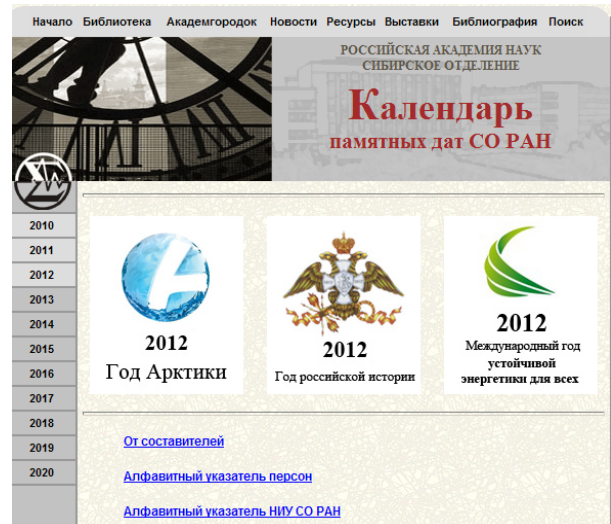 Начало Библиотека Академгородок Новости Ресурсы Выставки Библиография Поиск
РОССИЙСКАЯ АКАДЕМИЯ НАУК
СИБИРСКОЕ ОТДЕЛЕНИЕ
Календарь
памятных дат СО РАН
2010
2011
2012
2013
2014
2015
2016
2017
2018
2019
2020
2012
Год Арктики
2012
Год российской истории
2012
Международный год
устойчивой
энергетики для всех
От составителей
Алфавитный указатель персон
Алфавитный указатель НИУ СО РАН